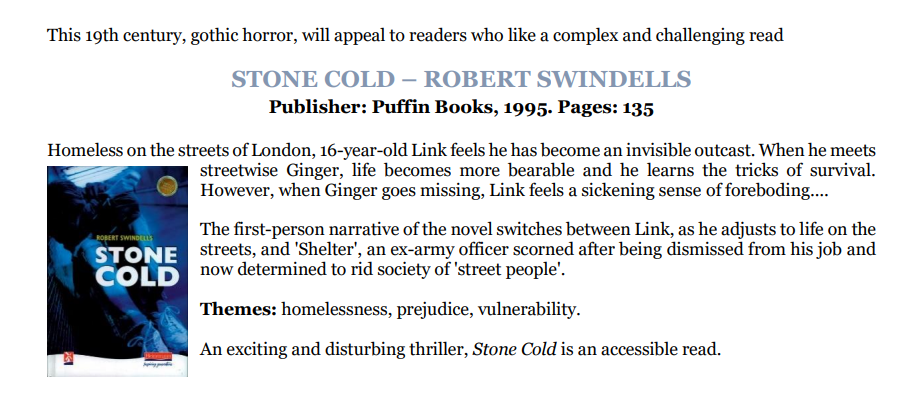 This 19th century, gothic horror, will appeal to readers who like a complex and challenging read
STONE COLD – ROBERT SWINDELLS
Publisher: Puffin Books, 1995. Pages: 135
Homeless on the streets of London, 16-year-old Link feels he has become an invisible outcast. When he meets
streetwise Ginger, life becomes more bearable and he learns the tricks of survival.
However, when Ginger goes missing, Link feels a sickening sense of foreboding....
The first-person narrative of the novel switches between Link, as he adjusts to life on the
streets, and 'Shelter', an ex-army officer scorned after being dismissed from his job and
now determined to rid society of 'street people'.
Themes: homelessness, prejudice, vulnerability.
An exciting and disturbing thriller, Stone Cold is an accessible read.
ROBERT SWINDELLS
STONE
COLD